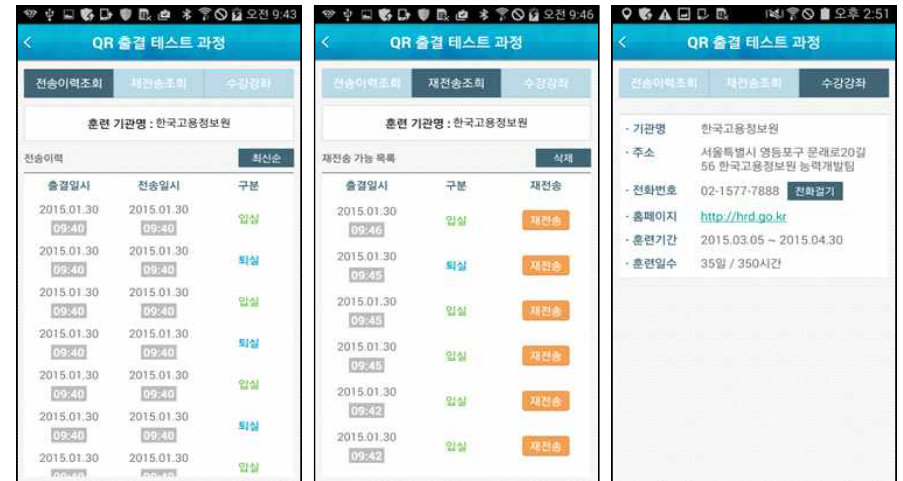 오전 9:43
QR 출결 테스트 과정
전송이력조회 재전송조회 수강강좌
훈련 기관명 : 한국고용정보원
전송이력 최신순
출결일시 전송일시 구분
2015.01.30 2015.01.30
09:40 09:40 입실
2015.01.30 2015.01.30
09:40 09:40 퇴실
2015.01.30 2015.01.30
09:40 09:40 입실
2015.01.30 2015.01.30
09:40 09:40 퇴실
2015.01.30 2015.01.30
09:40 09:40 입실
2015.01.30 2015.01.30
09:40 09:40 퇴실
2015.01.30 2015.01.30
09:40 09:40 입실
오전 9:46
QR 출결 테스트 과정
전송이력조회 재전송조회 수강강좌
훈련 기관명 : 한국고용정보원
재전송 가능 목록 삭제
출결일시 구분 재전송
2015.01.30
09:46 입실 재전송
2015.01.30
09:45 퇴실 재전송
2015.01.30
09:45 입실 재전송
2015.01.30
09:45 입실 재전송
2015.01.30
09:42 입실 재전송
2015.01.30
09:42 입실 재전송
오후 2:51
QR 출결 테스트 과정
전송이력조회 재전송조회 수강강좌
· 기관명 한국고용정보원
· 주소 서울특별시 영등포구 문래로20길
56 한국고용정보원 능력개발팀
· 전화번호 02-1577-7888 전화걸기
· 홈페이지 http://hrd.go.kr
· 훈련기간 2015.03.05 ~ 2015.04.30
· 훈련일수 35일 / 350시간